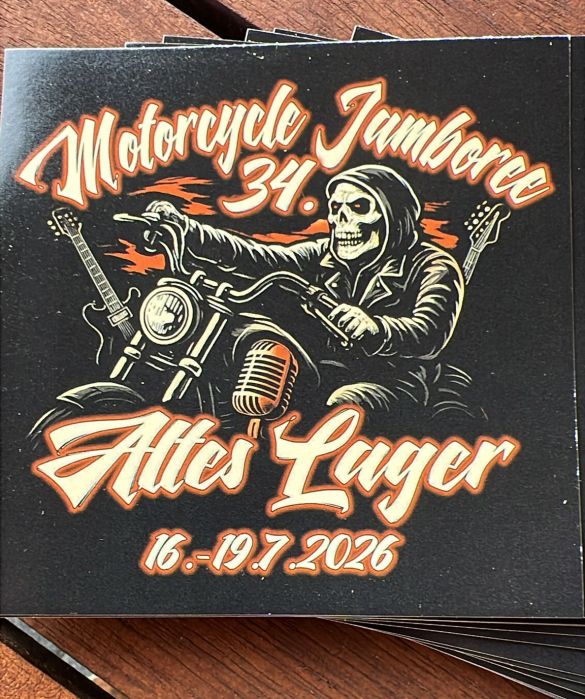 Motorcycle Jamboree
34.
Altes Lager
16.-19.7.2026